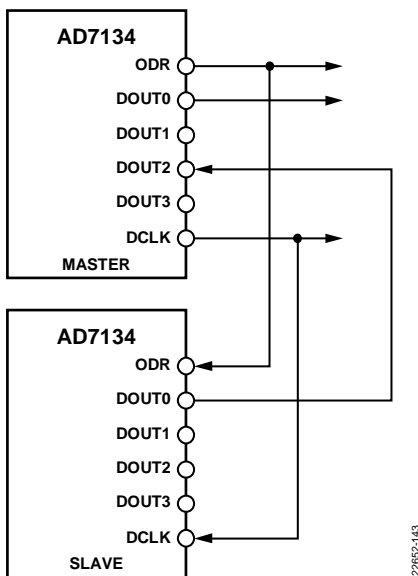 AD7134
ODR
DOUT0
DOUT1
DOUT2
DOUT3
DCLK
MASTER
AD7134
ODR
DOUT0
DOUT1
DOUT2
DOUT3
DCLK
SLAVE
22652-143